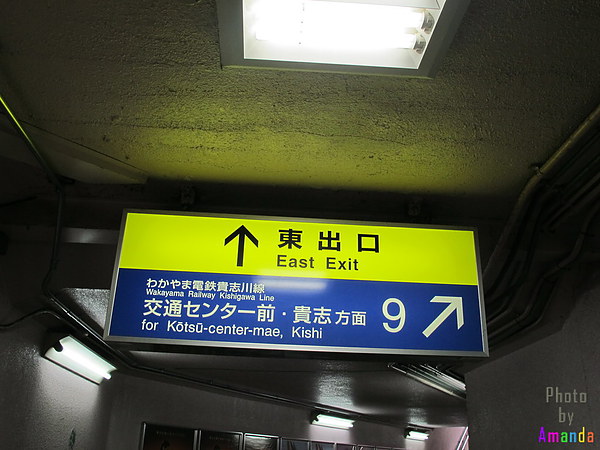 東出口
East Exit
わかやま電鉄貴志川線
Wakayama Railway Kishigawa Line
交通センター前・貴志方面 9
for Kōtsū-center-mae, Kishi
Photo
by
Amanda